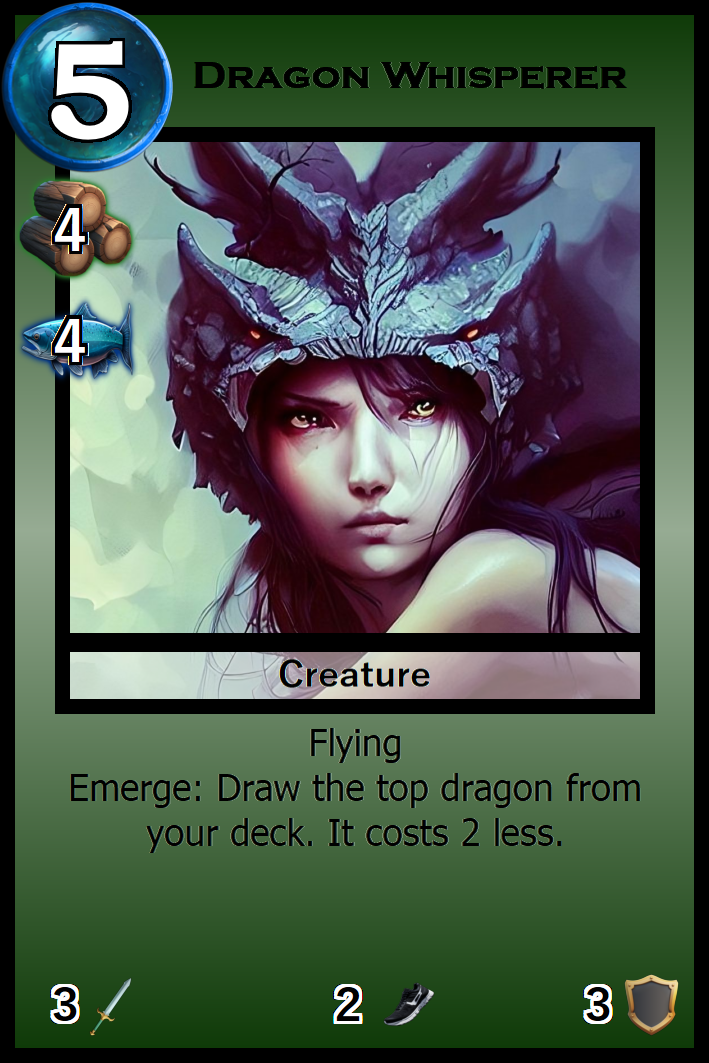 5
Dragon Whisperer
4
4
Creature
Flying
Emerge: Draw the top dragon from
your deck. It costs 2 less.
3 2 3